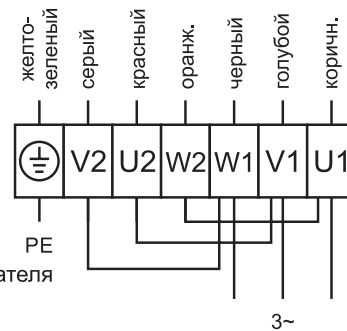 желто-
зеленый
серый
красный
оранж.
черный
голубой
коричн.
V2 U2 W2 W1 V1 U1
PE
ателя
3~